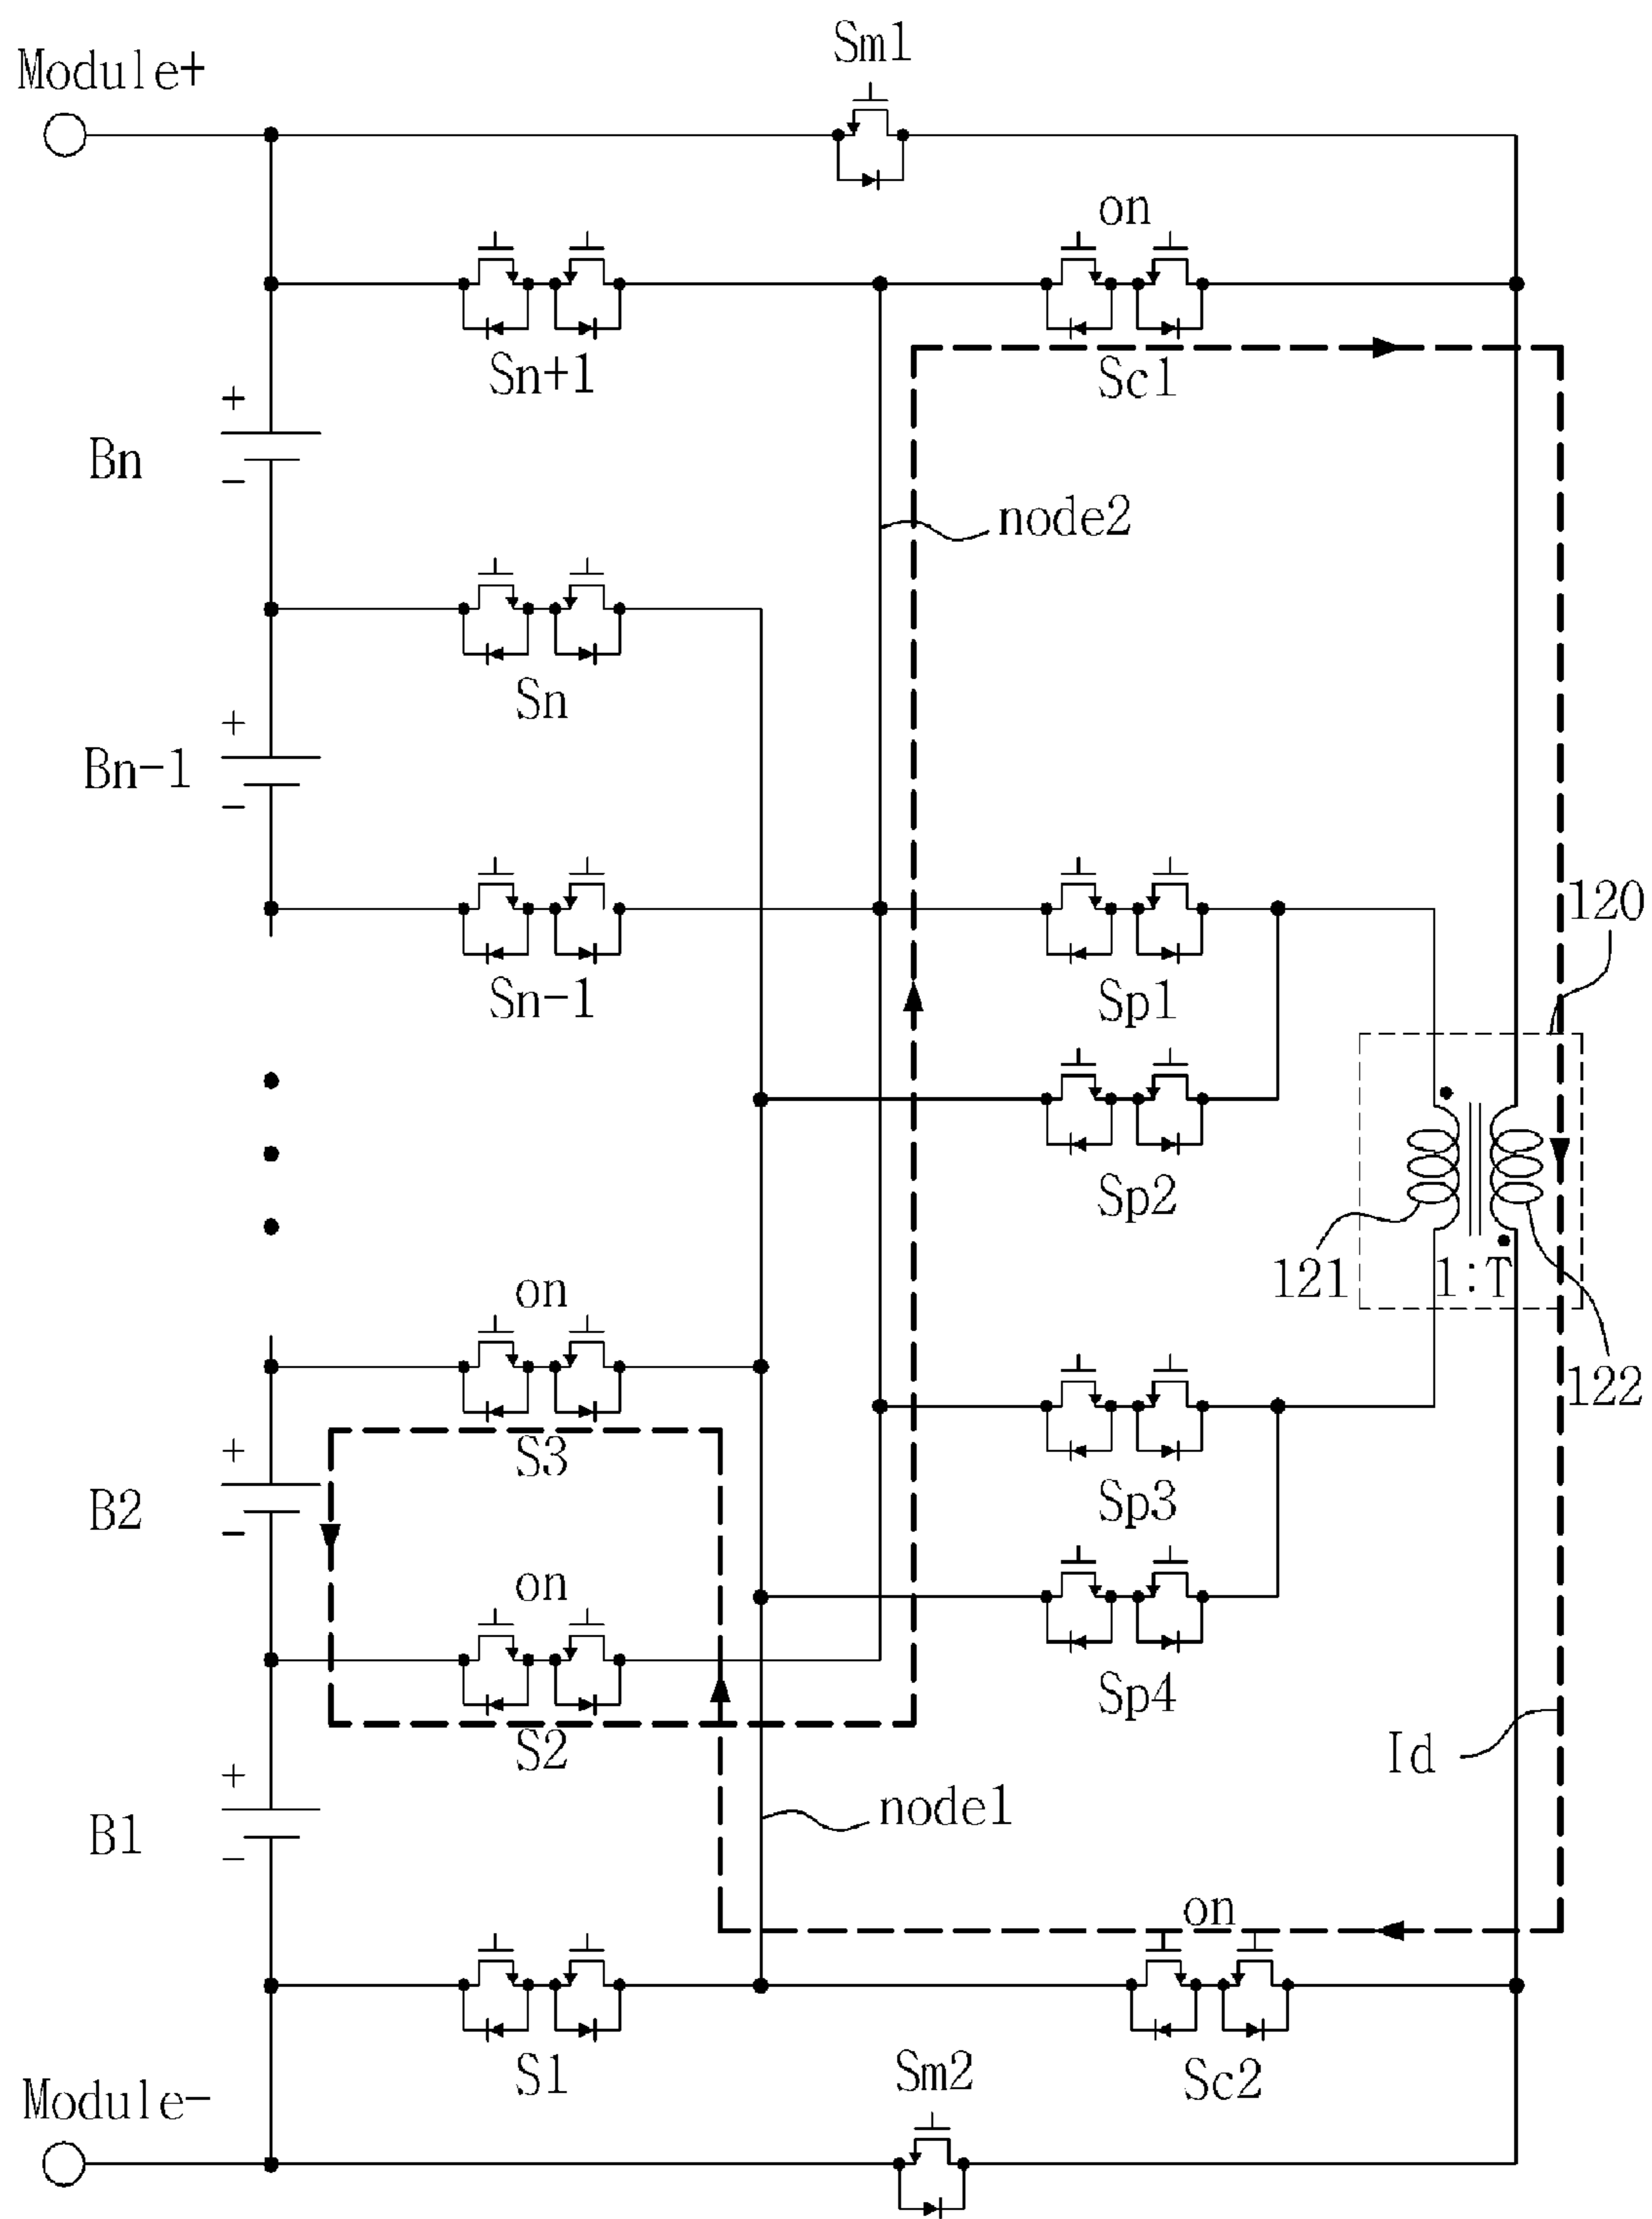 Sm1
Module+
on
Sn+1
Sc1
+
Bn
−
node2
Sn
+
Bn-1
−
120
Sn-1
Sp1
Sp2
121
1:T
on
122
S3
+
B2
−
Sp3
on
Sp4
S2
Id
+
B1
−
node1
on
S1
Sc2
Sm2
Module-